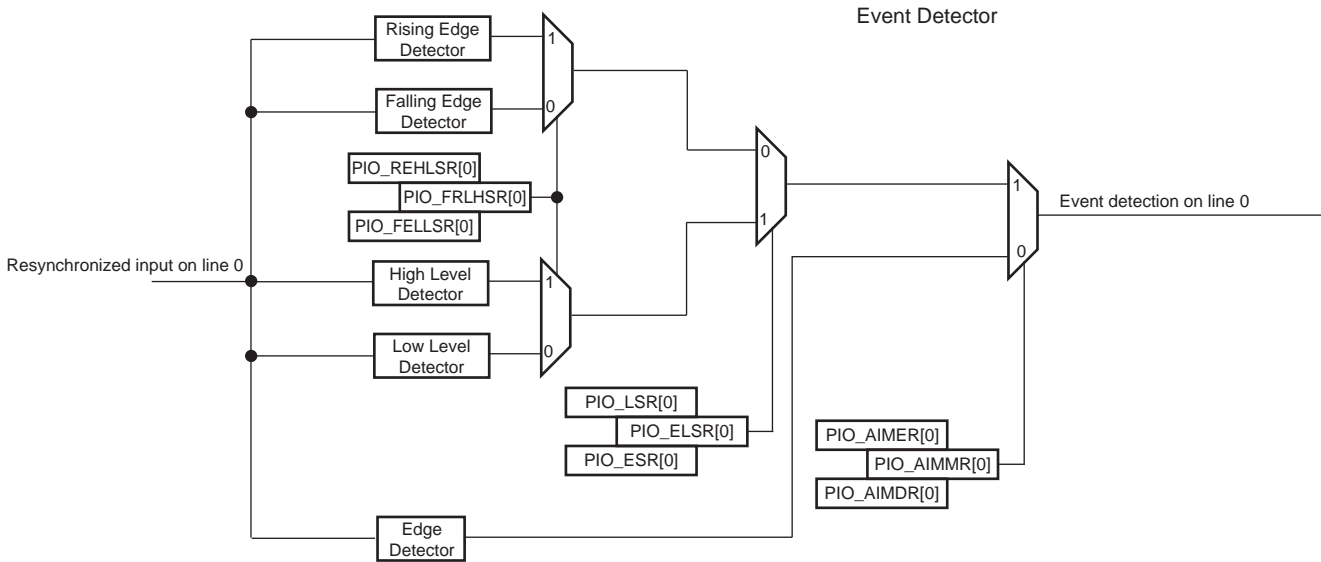 Event Detector
Rising Edge
Detector
1
Falling Edge
Detector
0
PIO_REHLSR[0]
PIO_FRLHSR[0]
PIO_FELLSR[0]
0
1
1
0
Event detection on line 0
Resynchronized input on line 0
High Level
Detector
1
Low Level
Detector
0
PIO_LSR[0]
PIO_ELSR[0]
PIO_ESR[0]
PIO_AIMER[0]
PIO_AIMMR[0]
PIO_AIMDR[0]
Edge
Detector